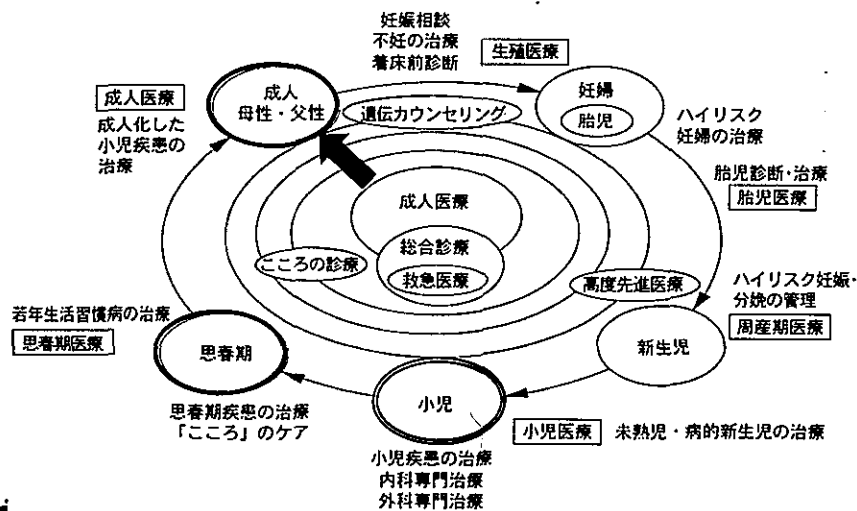 妊娠相談
不妊の治療
着床前診断
生殖医療
成人医療
成人化した
小児疾患の
治療
成人
母性・父性
遺伝カウンセリング
妊婦
胎児
ハイリスク
妊婦の治療
胎児診断・治療
胎児医療
成人医療
総合診療
救急医療
こころの診療
高度先進医療
ハイリスク妊娠・
分娩の管理
周産期医療
若年生活習慣病の治療
思春期医療
思春期
新生児
思春期疾患の治療
「こころ」のケア
小児
小児医療 未熟児・病的新生児の治療
小児疾患の治療
内科専門治療
外科専門治療